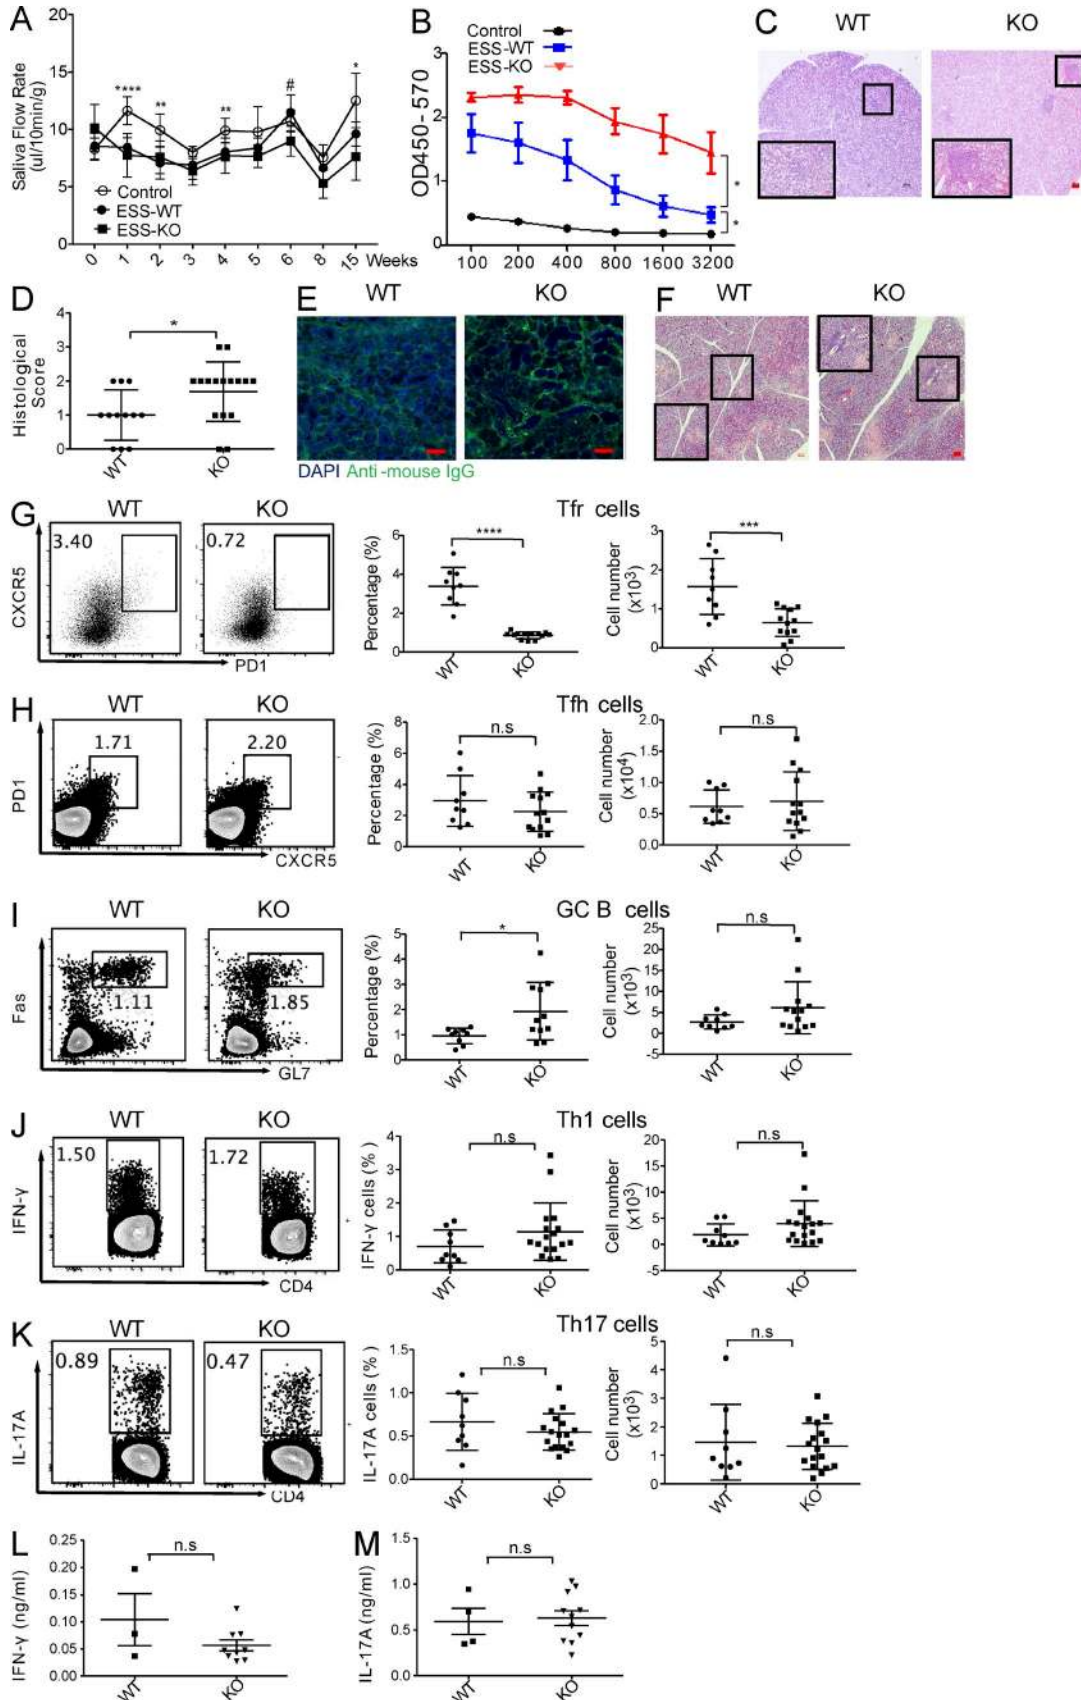 A
Saliva Flow Rate
(ul/10min/g)
20
15
10
5
0
*****
**
**
#
*
Control
ESS-WT
ESS-KO
0 1 2 3 4 5 6 8 15 Weeks
B
Control
ESS-WT
ESS-KO
OD450-570
3
2
1
0
*
*
100 200 400 800 1600 3200
C
WT KO
D
Histological
Score
4
3
2
1
0
*
WT KO
E
WT KO
DAPI Anti-mouse IgG
F
WT KO
G
WT KO
3.40 0.72
CXCR5
PD1
Tfr cells
Percentage (%)
6
4
2
0
****
WT KO
Cell number
(x10³)
3
2
1
0
***
WT KO
H
WT KO
1.71 2.20
PD1
CXCR5
Tfh cells
Percentage (%)
8
6
4
2
0
n.s
WT KO
Cell number
(x10⁴)
2.0
1.5
1.0
0.5
0.0
n.s
WT KO
I
WT KO
1.11 1.85
Fas
GL7
GC B cells
Percentage (%)
5
4
3
2
1
0
*
WT KO
Cell number
(x10³)
25
20
15
10
5
0
-5
n.s
WT KO
J
WT KO
1.50 1.72
IFN-γ
CD4
Th1 cells
IFN-γ cells (%)
4
3
2
1
0
n.s
WT KO
Cell number
(x10³)
20
15
10
5
0
-5
n.s
WT KO
K
WT KO
0.89 0.47
IL-17A
CD4
Th17 cells
IL-17A cells (%)
1.5
1.0
0.5
0.0
n.s
WT KO
Cell number
(x10³)
5
4
3
2
1
0
n.s
WT KO
L
IFN-γ (ng/ml)
0.25
0.20
0.15
0.10
0.05
0.00
n.s
WT KO
M
IL-17A (ng/ml)
1.5
1.0
0.5
0.0
n.s
WT KO